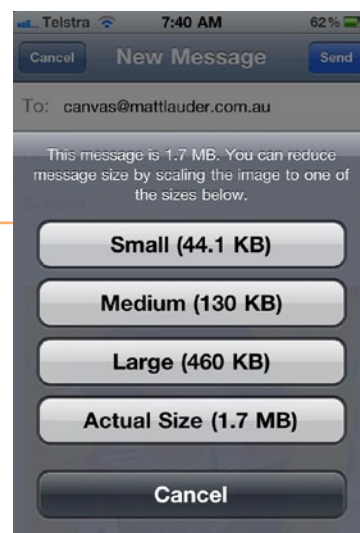 Telstra 7:40 AM 62%
Cancel New Message Send
To: canvas@mattlauder.com.au
This message is 1.7 MB. You can reduce
message size by scaling the image to one of
the sizes below.
Small (44.1 KB)
Medium (130 KB)
Large (460 KB)
Actual Size (1.7 MB)
Cancel